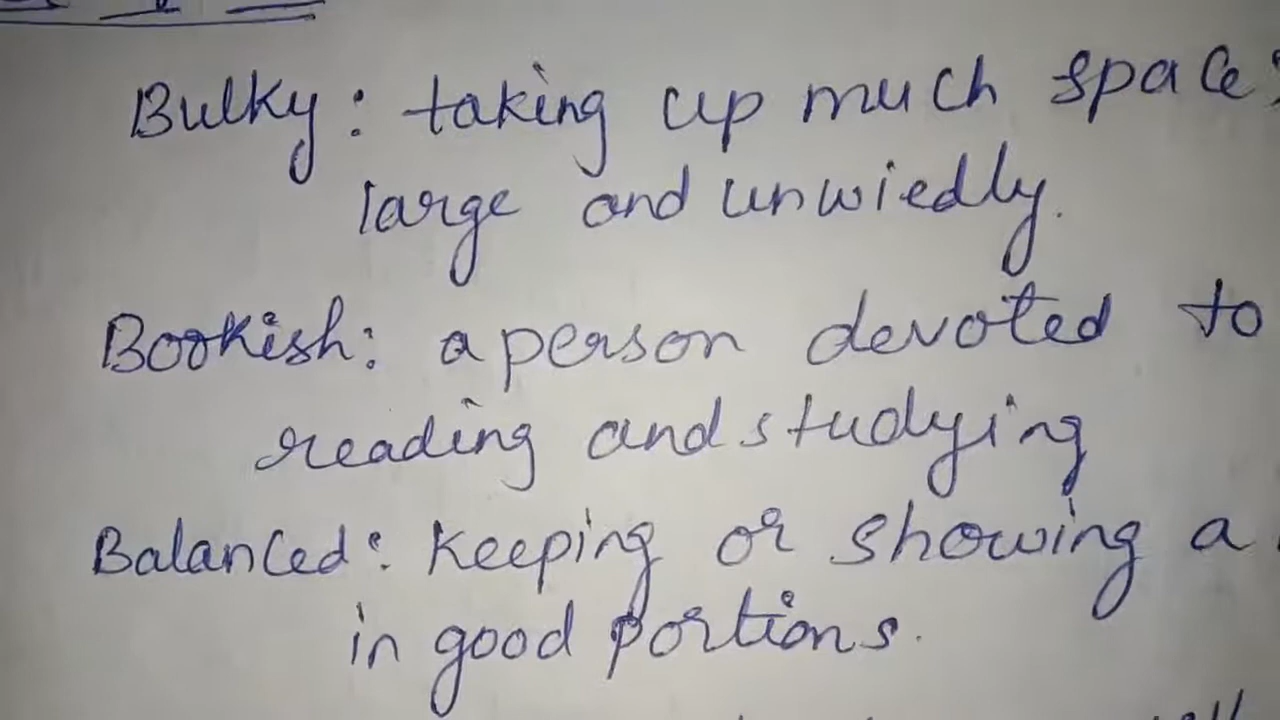 Bulky: taking up much space;
large and unwiedly.
Bookish: a person devoted to
reading and studying
Balanced: keeping or showing a
in good portions.